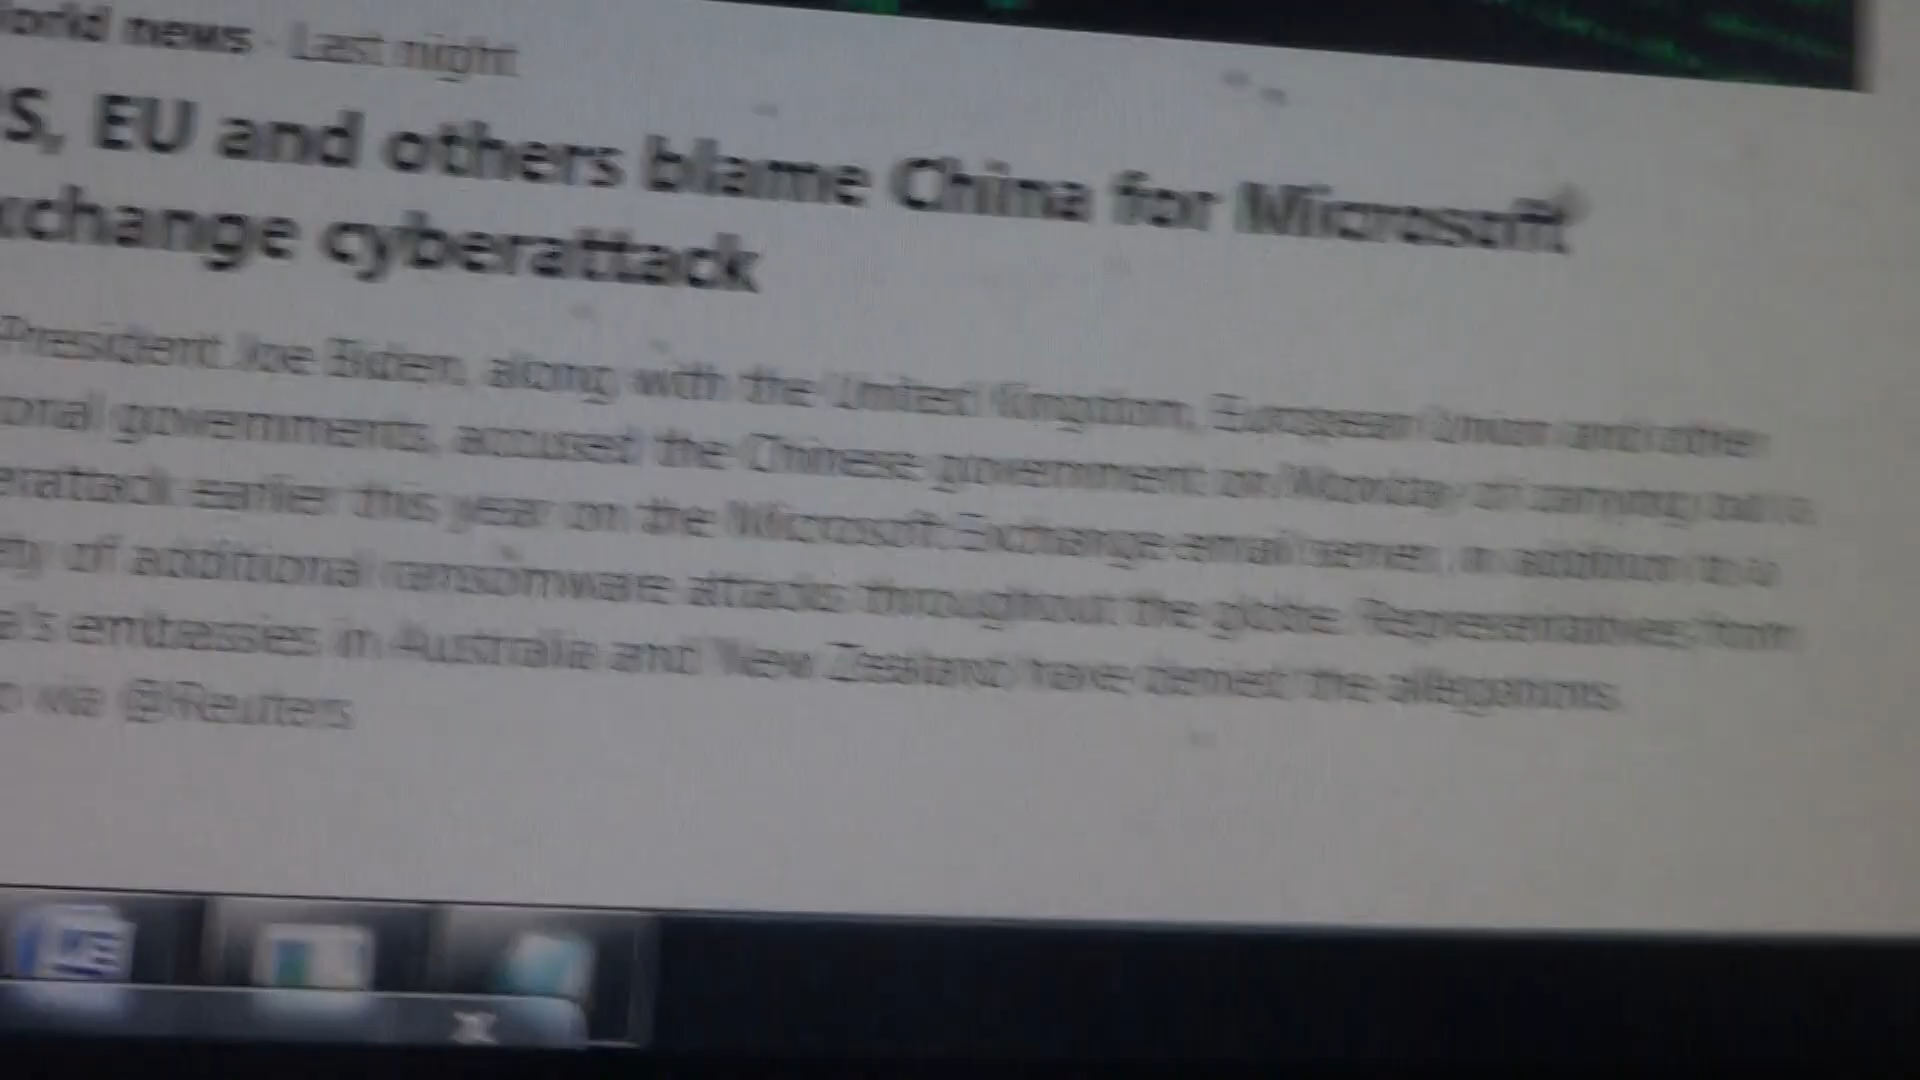 orld news · Last night
S, EU and others blame China for Microsoft
xchange cyberattack
President Joe Biden, along with the United Kingdom, European Union and other
onal governments, accused the Chinese government on Monday of carrying out a
erattack earlier this year on the Microsoft Exchange email server, in addition to a
ety of additional ransomware attacks throughout the globe. Representatives from
a's embassies in Australia and New Zealand have denied the allegations.
o via @Reuters